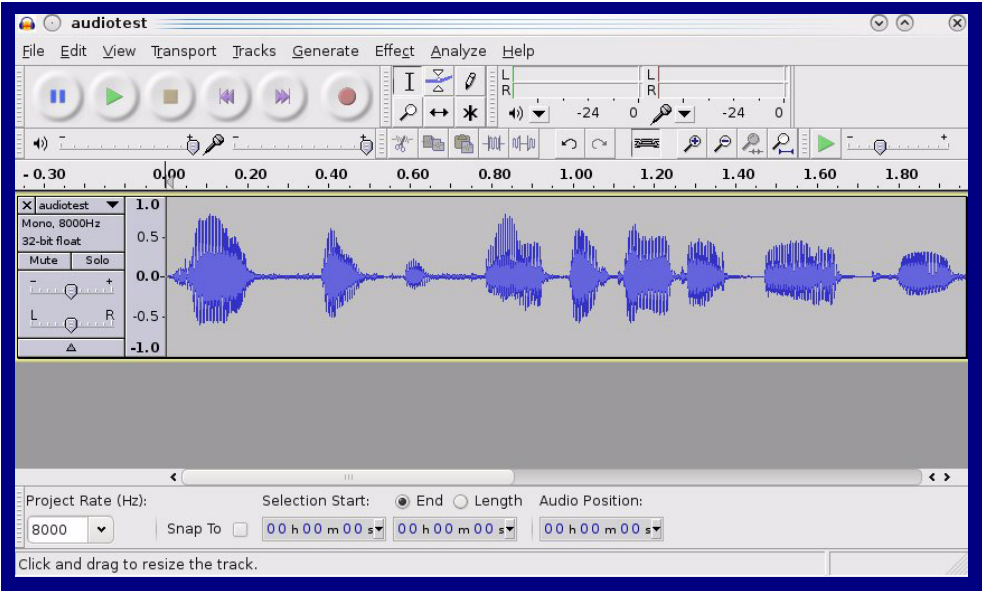 audiotest
File Edit View Transport Tracks Generate Effect Analyze Help
L L
R R
-24 0 -24 0
- 0.30 0.00 0.20 0.40 0.60 0.80 1.00 1.20 1.40 1.60 1.80
X audiotest 1.0
Mono, 8000Hz
32-bit float 0.5
Mute Solo
- + 0.0
L R -0.5
-1.0
Project Rate (Hz): Selection Start: End Length Audio Position:
8000 Snap To 00 h 00 m 00 s 00 h 00 m 00 s 00 h 00 m 00 s
Click and drag to resize the track.